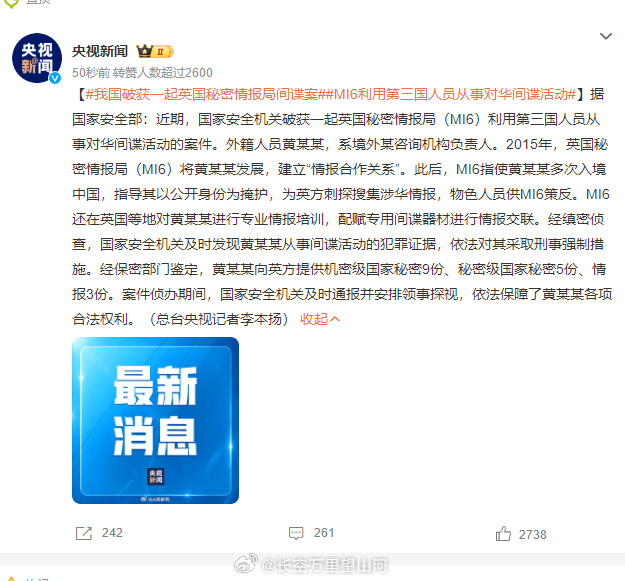 置顶
央视
新闻
央视新闻 II
50秒前 转赞人数超过2600
【#我国破获一起英国秘密情报局间谍案##MI6利用第三国人员从事对华间谍活动#】据
国家安全部：近期，国家安全机关破获一起英国秘密情报局（MI6）利用第三国人员从
事对华间谍活动的案件。外籍人员黄某某，系境外某咨询机构负责人。2015年，英国秘
密情报局（MI6）将黄某某发展，建立“情报合作关系”。此后，MI6指使黄某某多次入境
中国，指导其以公开身份为掩护，为英方刺探搜集涉华情报，物色人员供MI6策反。MI6
还在英国等地对黄某某进行专业情报培训，配赋专用间谍器材进行情报交联。经缜密侦
查，国家安全机关及时发现黄某某从事间谍活动的犯罪证据，依法对其采取刑事强制措
施。经保密部门鉴定，黄某某向英方提供机密级国家秘密9份、秘密级国家秘密5份、情
报3份。案件侦办期间，国家安全机关及时通报并安排领事探视，依法保障了黄某某各项
合法权利。（总台央视记者李本扬） 收起
最新
消息
央视
新闻
@央视新闻
242 261 2738
@长空万里望山河